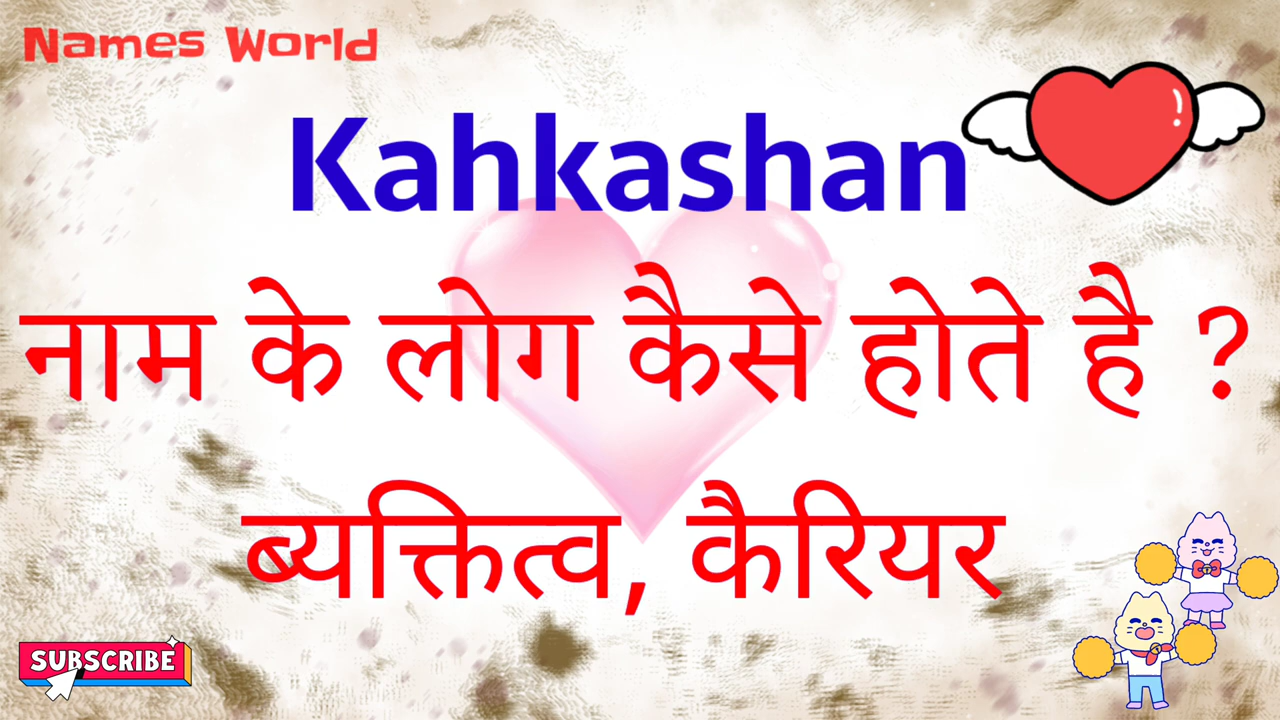 Names World
Kahkashan
नाम के लोग कैसे होते है ?
ब्यक्तित्व, कैरियर
SUBSCRIBE